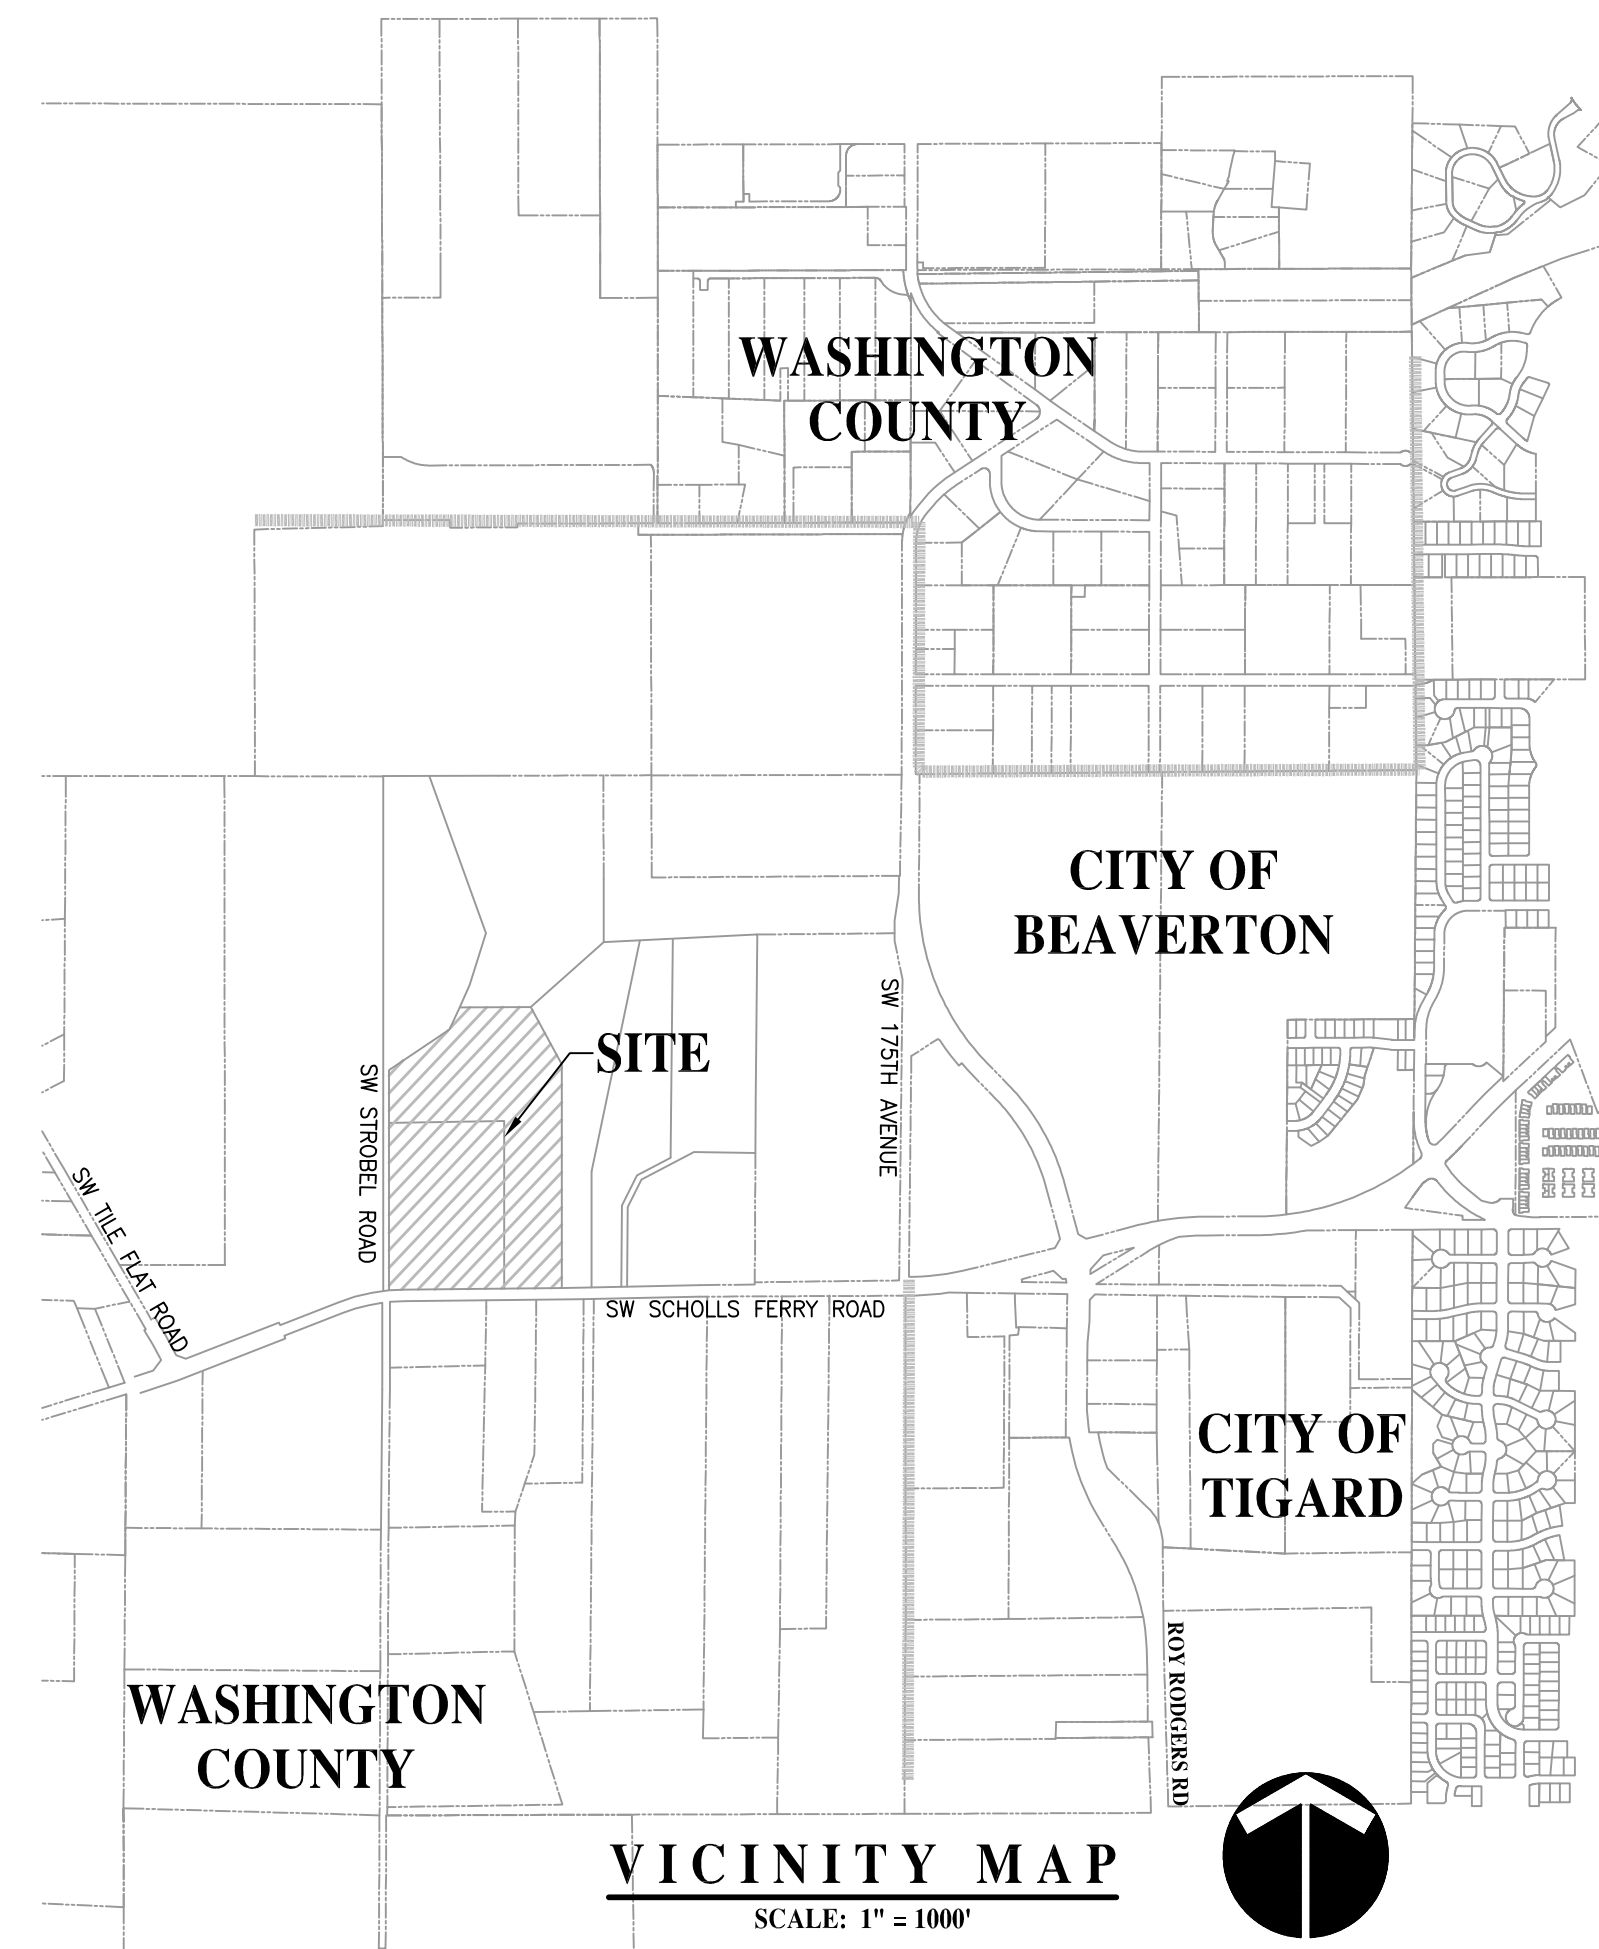 WASHINGTON
COUNTY
CITY OF
BEAVERTON
SITE
SW 175TH AVENUE
SW STROBEL ROAD
SW TILE FLAT ROAD
SW SCHOLLS FERRY ROAD
CITY OF
TIGARD
ROY RODGERS RD
WASHINGTON
COUNTY
VICINITY MAP
SCALE: 1" = 1000'